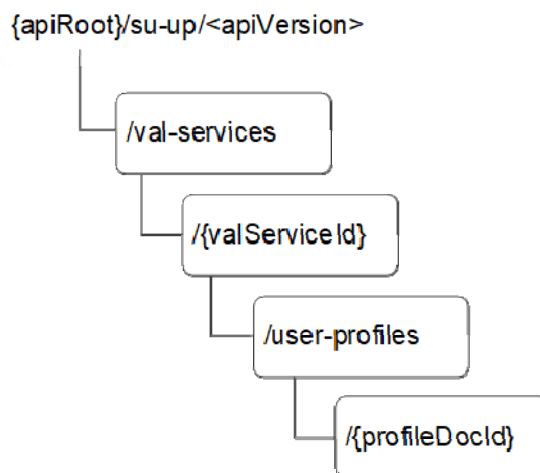 {apiRoot}/su-up/<apiVersion>
/val-services
/{valServiceId}
/user-profiles
/{profileDocId}